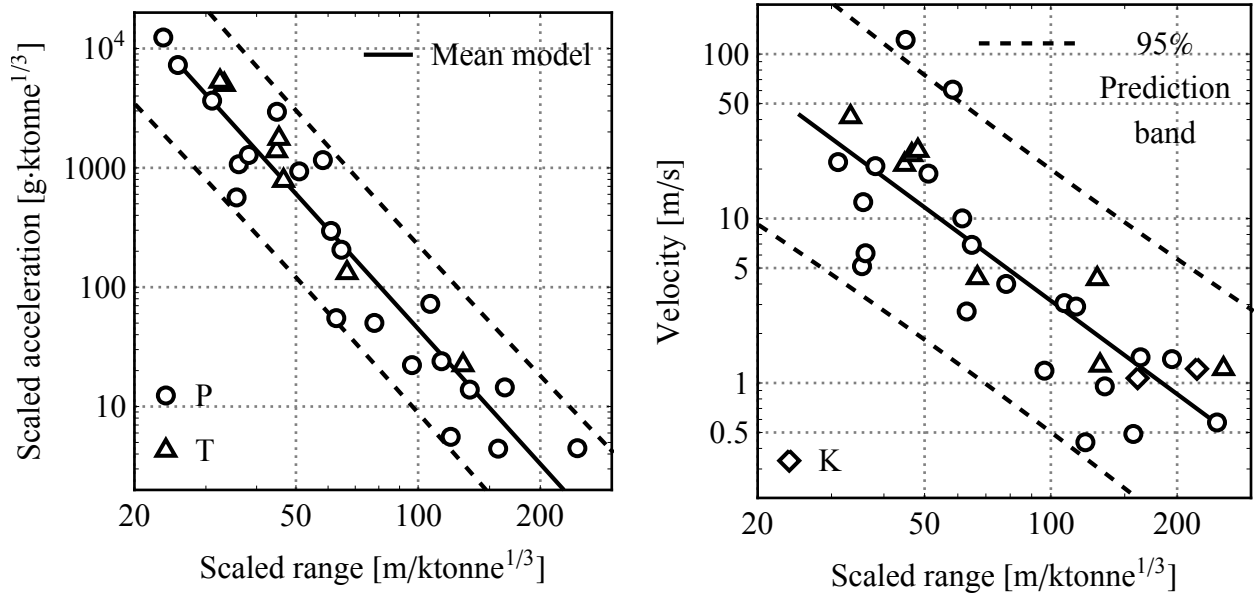 Scaled acceleration [g·ktonne^{1/3}]
10^4
1000
100
10
Mean model
P
T
20
50
100
200
Scaled range [m/ktonne^{1/3}]
Velocity [m/s]
100
50
10
5
1
0.5
95%
Prediction
band
K
20
50
100
200
Scaled range [m/ktonne^{1/3}]